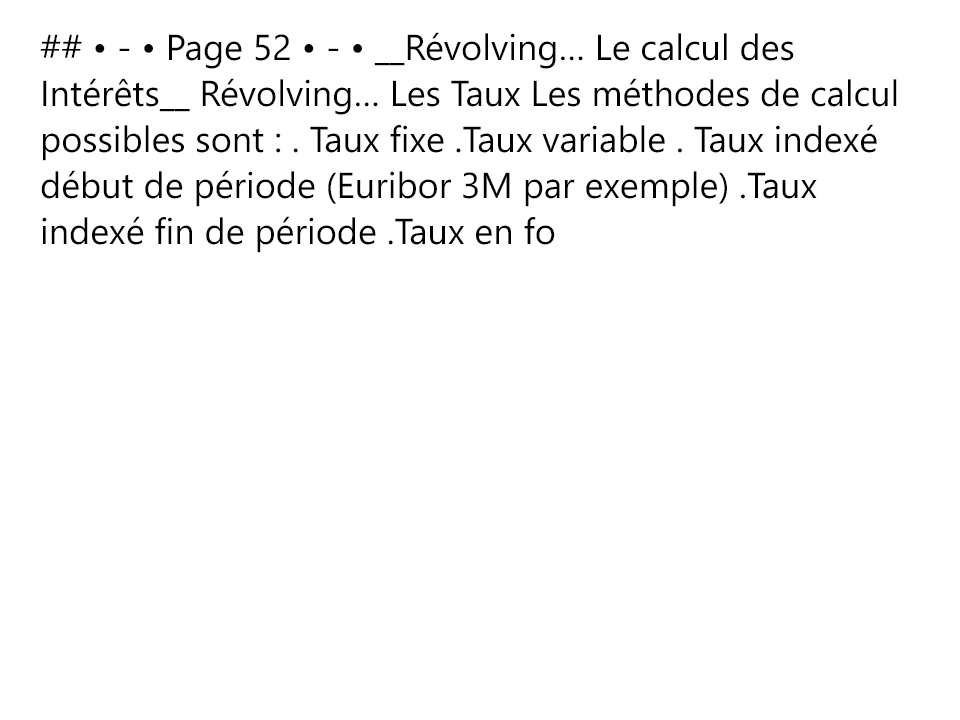 ## • - • Page 52 • - • __Révolving... Le calcul des
Intérêts__ Révolving... Les Taux Les méthodes de calcul
possibles sont : . Taux fixe .Taux variable . Taux indexé
début de période (Euribor 3M par exemple) .Taux
indexé fin de période .Taux en fo